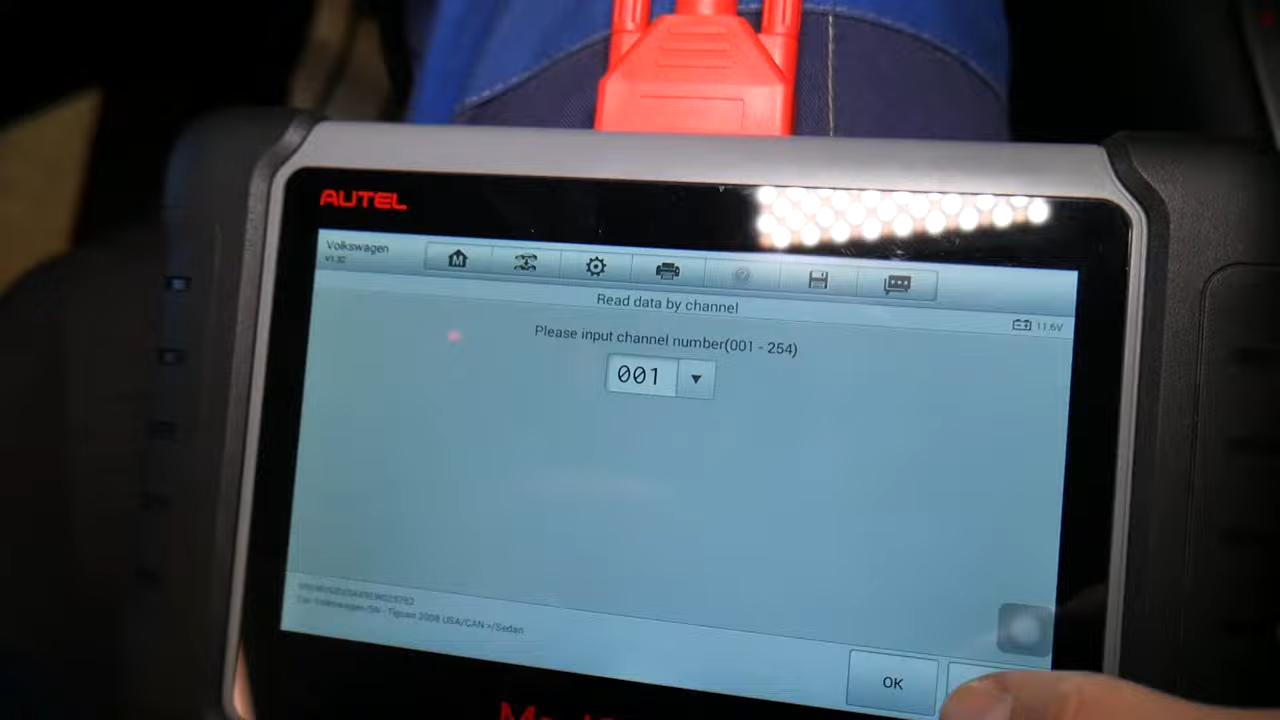 AUTEL
Volkswagen
V1.32
Read data by channel
11.6V
Please input channel number(001 - 254)
001
Car: Volkswagen/5N - Tiguan 2008 USA/CAN >/Sedan
OK